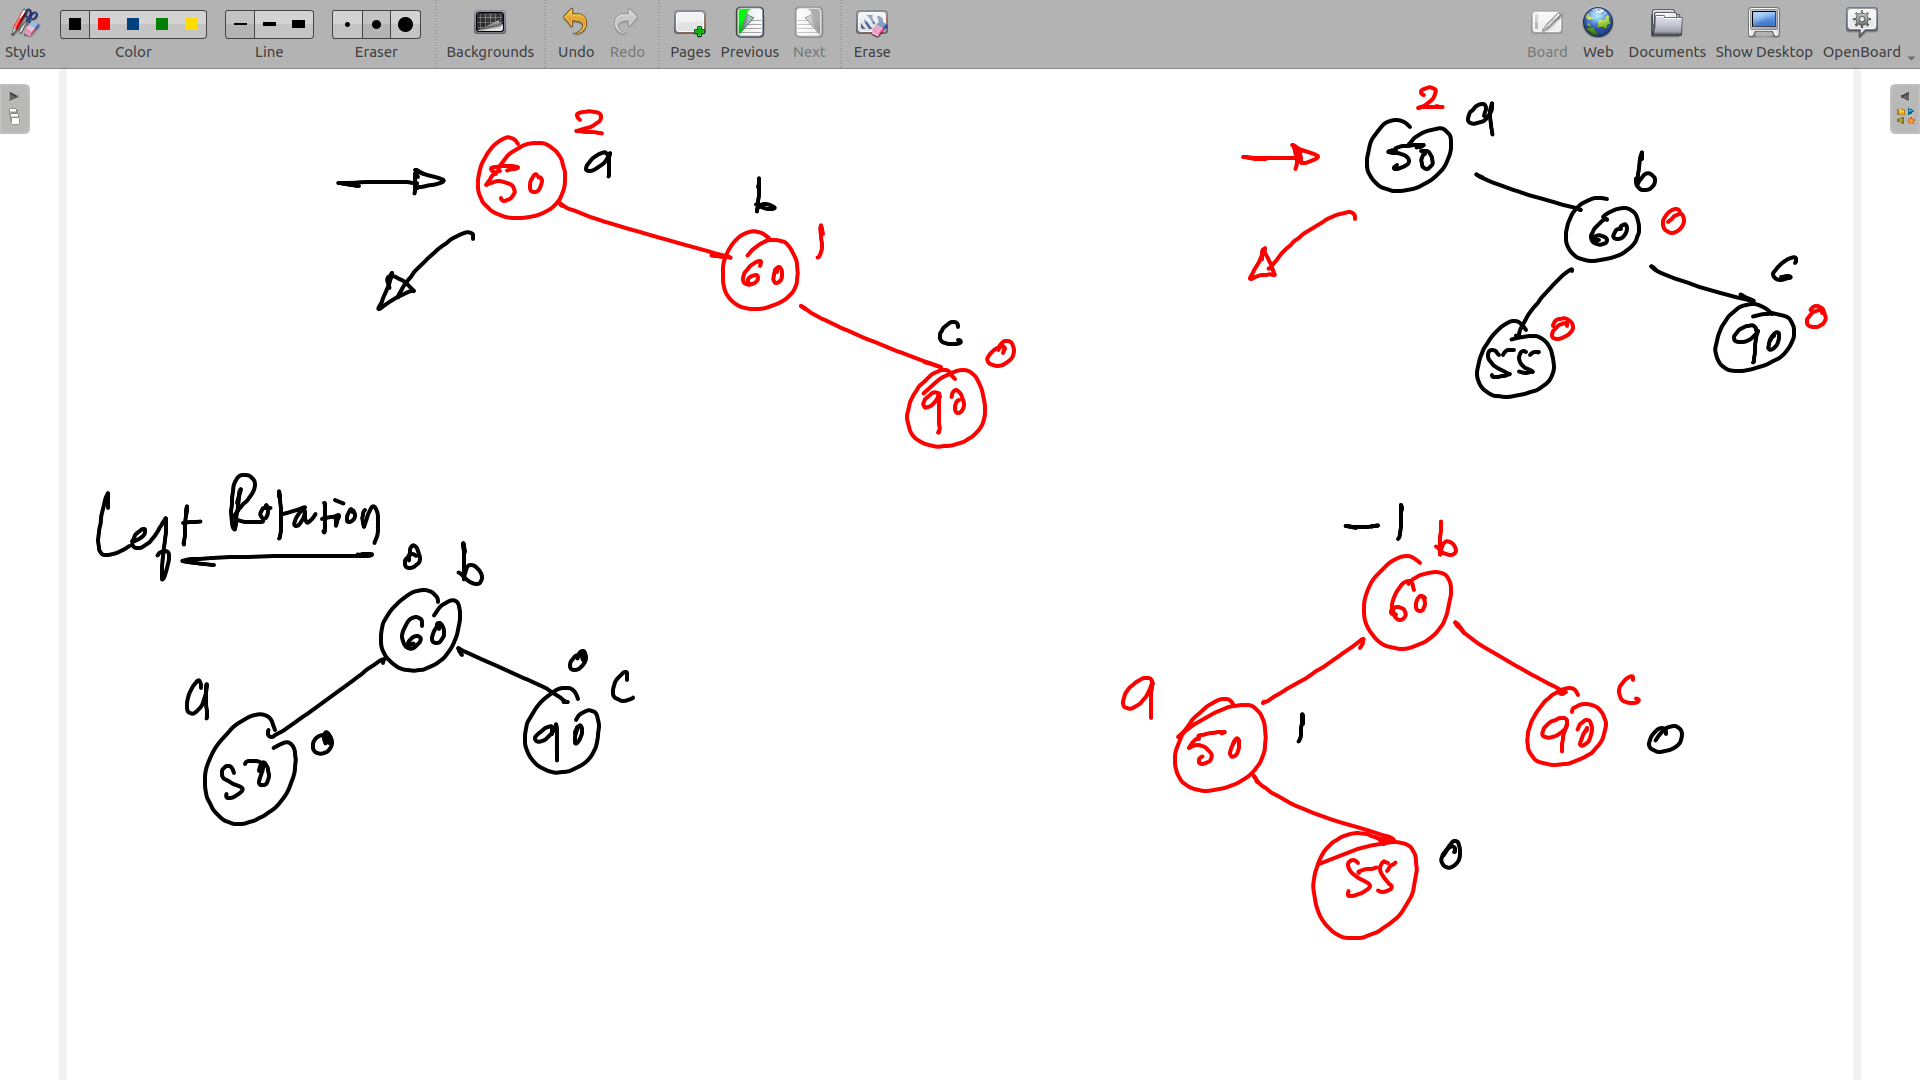 Stylus Color Line Eraser Backgrounds Undo Redo Pages Previous Next Erase Board Web Documents Show Desktop OpenBoard
2
50 a
b
60 1
c 0
90
2 a
50
b
60 0
c
55 0
90 0
Left Rotation
0 b
60
a
50 0
0 c
90
-1 b
60
a
50 1
c
90 0
55 0